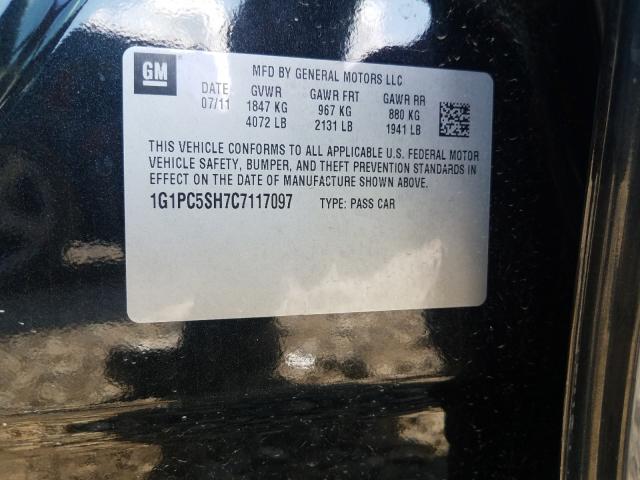 GM
MFD BY GENERAL MOTORS LLC
DATE GVWR GAWR FRT GAWR RR
07/11 1847 KG 967 KG 880 KG
4072 LB 2131 LB 1941 LB
THIS VEHICLE CONFORMS TO ALL APPLICABLE U.S. FEDERAL MOTOR
VEHICLE SAFETY, BUMPER, AND THEFT PREVENTION STANDARDS IN
EFFECT ON THE DATE OF MANUFACTURE SHOWN ABOVE.
1G1PC5SH7C7117097 TYPE: PASS CAR